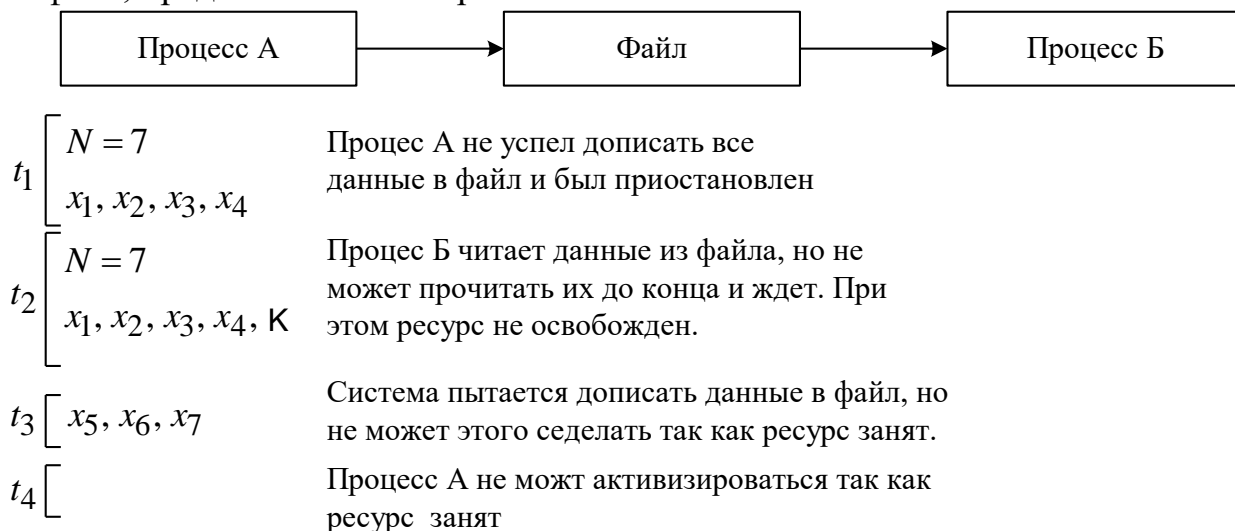 Процесс А
Файл
Процесс Б
t1
N = 7
x1, x2, x3, x4
Процес А не успел дописать все
данные в файл и был приостановлен
t2
N = 7
x1, x2, x3, x4, K
Процес Б читает данные из файла, но не
может прочитать их до конца и ждет. При
этом ресурс не освобожден.
t3
x5, x6, x7
Система пытается дописать данные в файл, но
не может этого седелать так как ресурс занят.
t4
Процесс А не можт активизироваться так как
ресурс занят